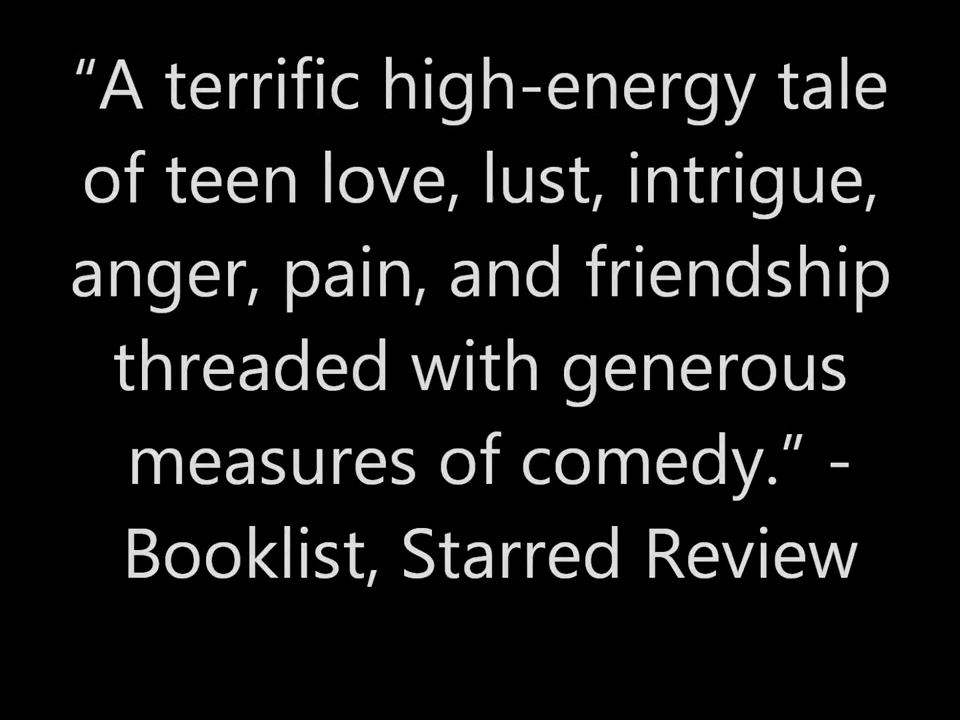 “A terrific high-energy tale
of teen love, lust, intrigue,
anger, pain, and friendship
threaded with generous
measures of comedy.” -
Booklist, Starred Review